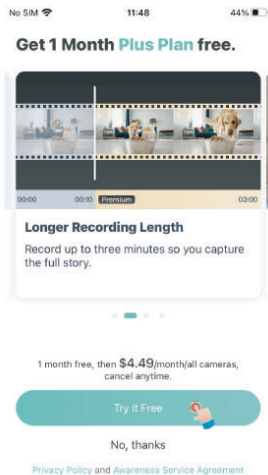 No SIM 11:48 44%
Get 1 Month Plus Plan free.
00:00 00:10 Premium 03:00
Longer Recording Length
Record up to three minutes so you capture
the full story.
1 month free, then $4.49/month/all cameras,
cancel anytime.
Try it Free
No, thanks
Privacy Policy and Awareness Service Agreement